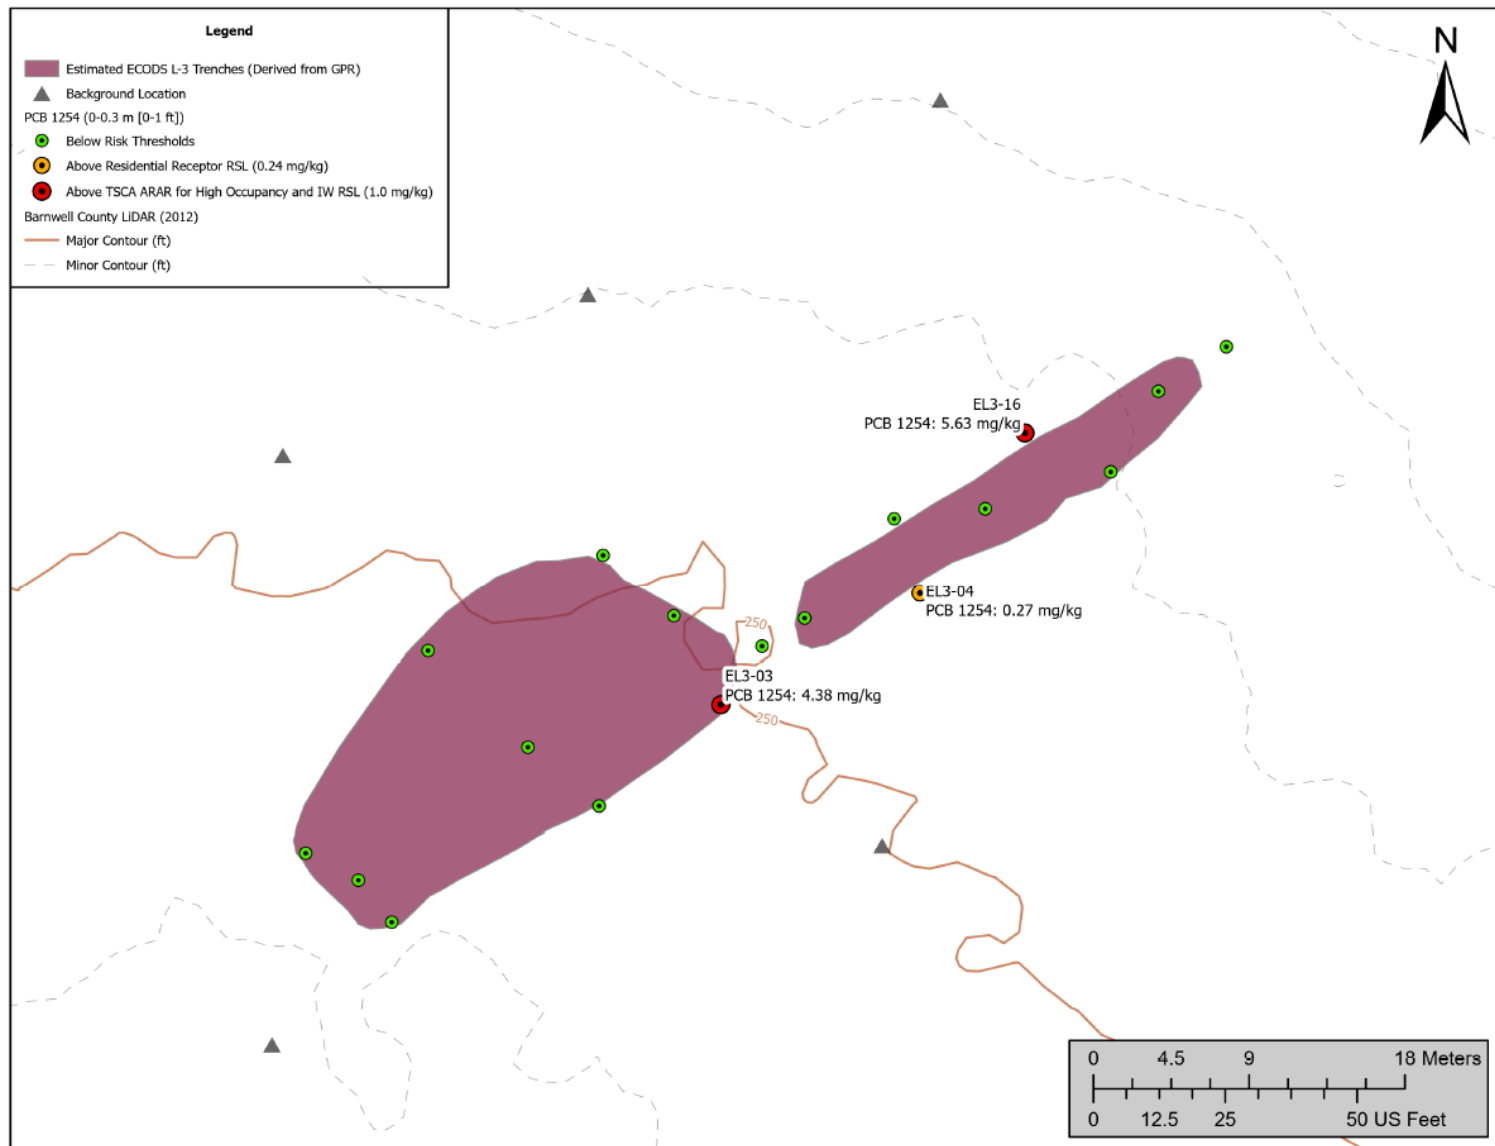 Legend
Estimated ECODS L-3 Trenches (Derived from GPR)
Background Location
PCB 1254 (0-0.3 m [0-1 ft])
Below Risk Thresholds
Above Residential Receptor RSL (0.24 mg/kg)
Above TSCA ARAR for High Occupancy and IW RSL (1.0 mg/kg)
Barnwell County LiDAR (2012)
Major Contour (ft)
Minor Contour (ft)
N
EL3-16
PCB 1254: 5.63 mg/kg
EL3-04
PCB 1254: 0.27 mg/kg
250
EL3-03
PCB 1254: 4.38 mg/kg
250
0 4.5 9 18 Meters
0 12.5 25 50 US Feet